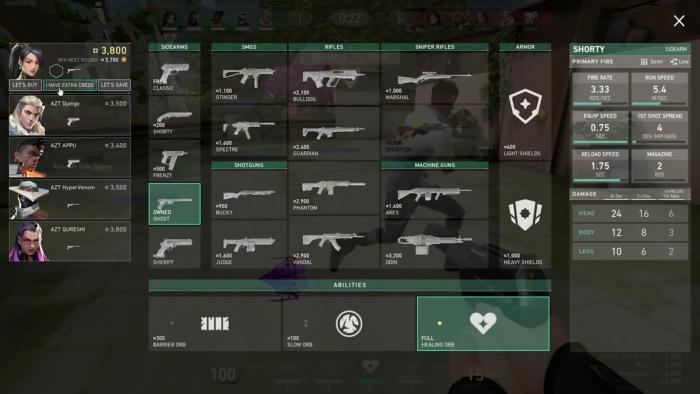 1 0:22 0
¤ 3,800
MIN NEXT ROUND: ¤ 5,700
LET'S BUY I HAVE EXTRA CREDS LET'S SAVE
AZT Django ¤ 3,500
AZT APPU ¤ 3,400
AZT HyperVenom ¤ 3,500
AZT QURESHI ¤ 3,800
SIDEARMS
FREE
CLASSIC
¤200
SHORTY
¤500
FRENZY
OWNED
GHOST
SHERIFF
SMGS
¤1,100
STINGER
¤1,600
SPECTRE
SHOTGUNS
¤900
BUCKY
¤1,600
JUDGE
RIFLES
¤2,100
BULLDOG
¤2,400
GUARDIAN
¤2,900
PHANTOM
¤2,900
VANDAL
SNIPER RIFLES
¤1,100
MARSHAL
OPERATOR
MACHINE GUNS
¤1,600
ARES
¤3,200
ODIN
ARMOR
¤400
LIGHT SHIELDS
¤1,000
HEAVY SHIELDS
ABILITIES
¤300
BARRIER ORB
¤100
SLOW ORB
FULL
HEALING ORB
SHORTY SIDEARM
PRIMARY FIRE Semi Low
FIRE RATE
3.33
RDS/SEC
RUN SPEED
5.4
M/SEC
EQUIP SPEED
0.75
SEC
1ST SHOT SPREAD
4
DEG (HIP/ADS)
RELOAD SPEED
1.75
SEC
MAGAZINE
2
RDS
DAMAGE
HEAD 24 16 6
BODY 12 8 3
LEGS 10 6 2
100